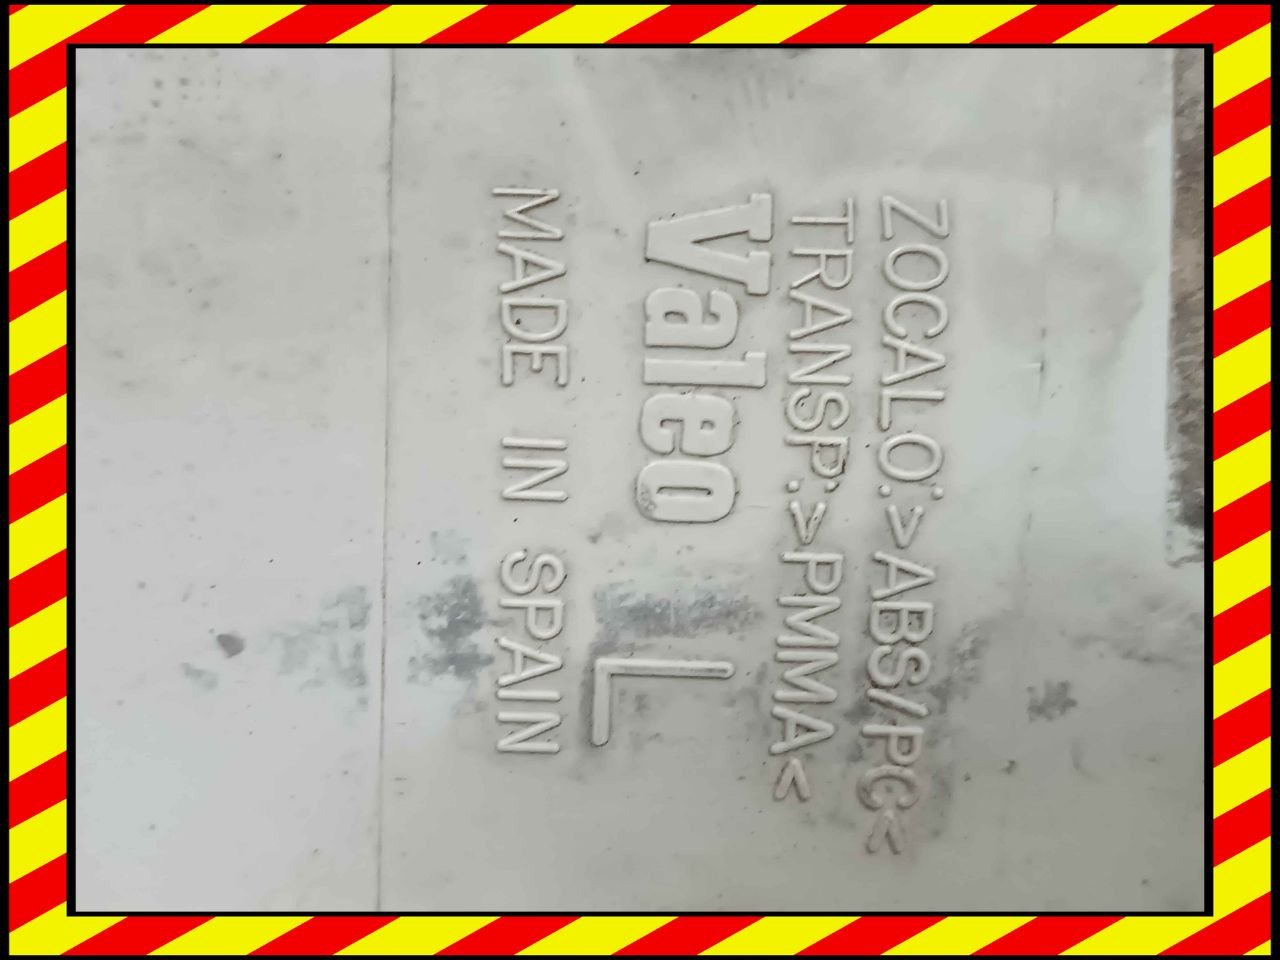 ZOCALO:>ABS/PC<
TRANSP:>PMMA<
Valeo L
MADE IN SPAIN